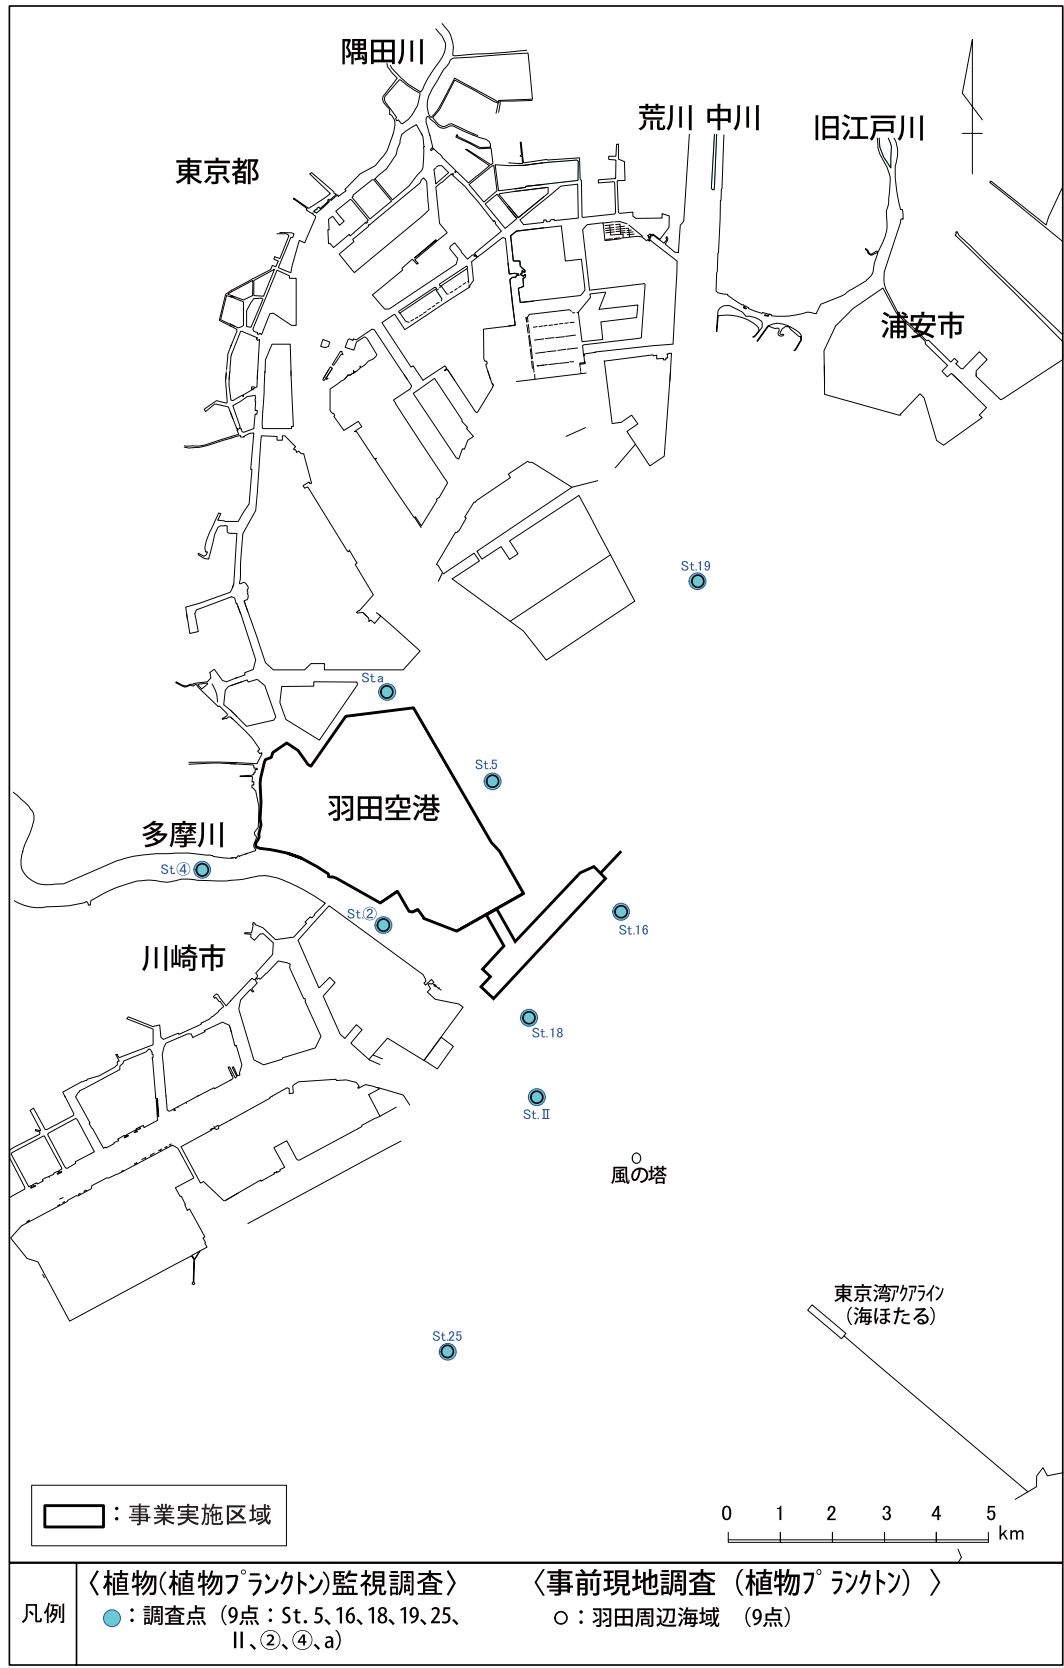 隅田川
荒川 中川
旧江戸川
東京都
浦安市
St.19
St.a
St.5
羽田空港
多摩川
St.④
St.②
St.16
川崎市
St.18
St.Ⅱ
風の塔
東京湾アクアライン
(海ほたる)
St.25
：事業実施区域
0 1 2 3 4 5
km
凡例
〈植物(植物プランクトン)監視調査〉
：調査点 (9点：St.5、16、18、19、25、
Ⅱ、②、④、a)
〈事前現地調査 (植物プランクトン) 〉
：羽田周辺海域 (9点)